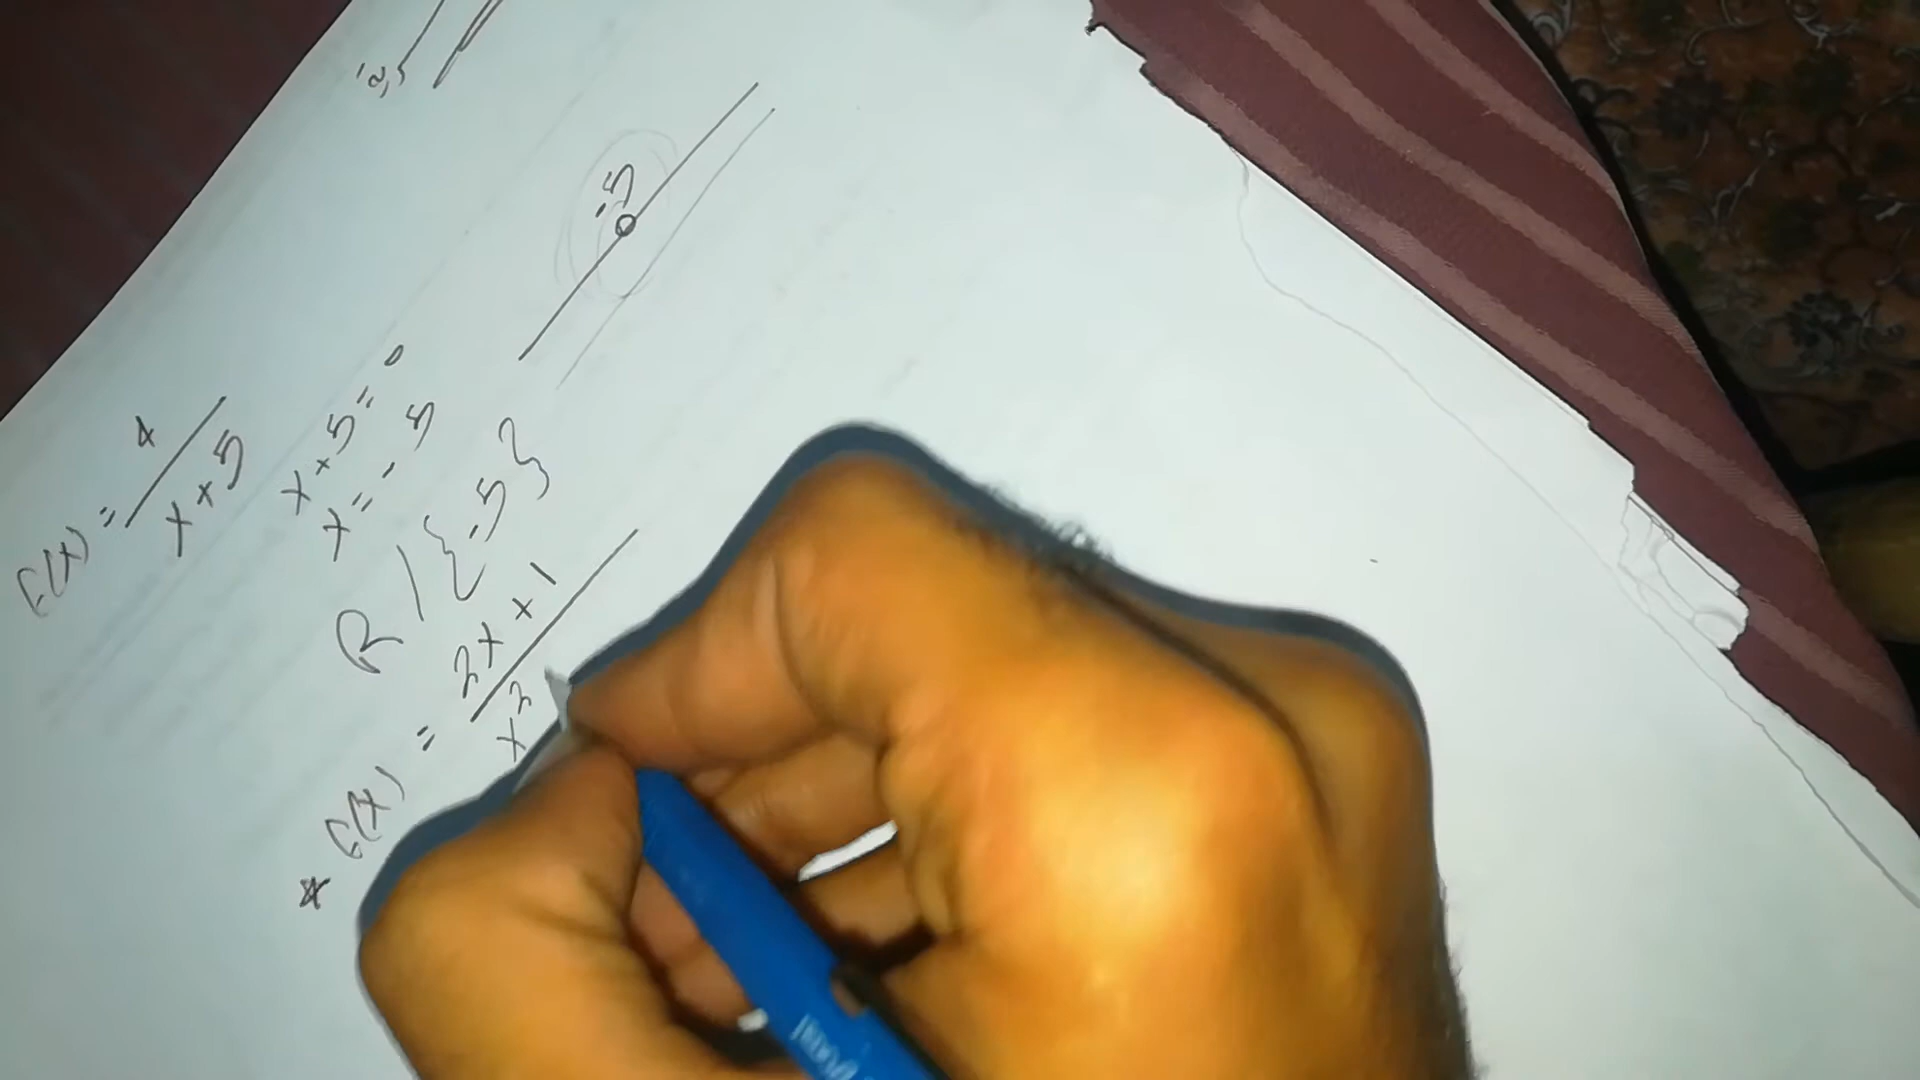 -5
f(x) = 4 / x + 5
x + 5 = 0
x = - 5
R / {-5}
* f(x) = 2x + 1 / x²